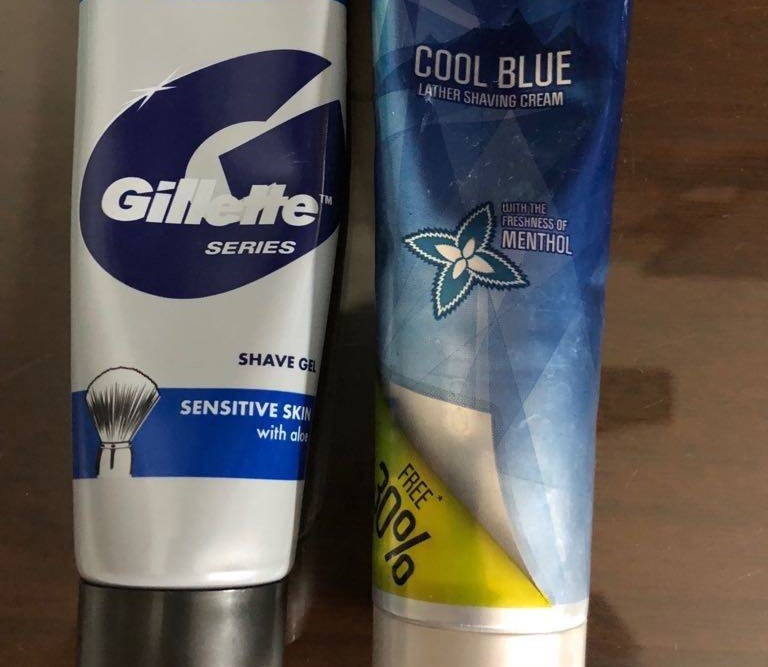 Gillette™
SERIES
SHAVE GEL
SENSITIVE SKIN
with aloe
COOL BLUE
LATHER SHAVING CREAM
WITH THE
FRESHNESS OF
MENTHOL
FREE*
30%